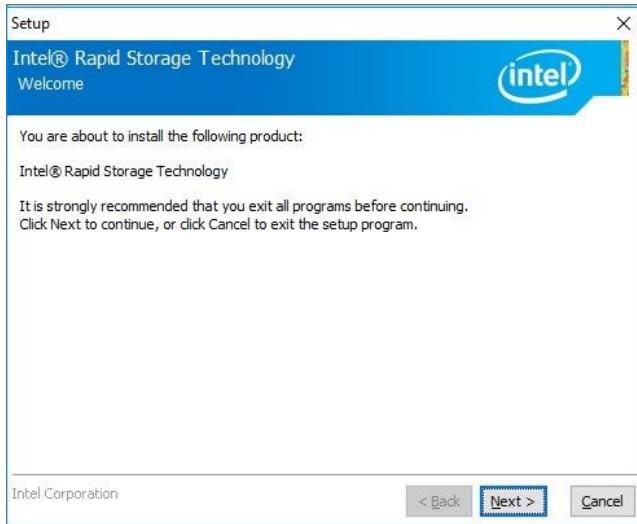 Setup
Intel® Rapid Storage Technology
Welcome
intel
You are about to install the following product:
Intel® Rapid Storage Technology
It is strongly recommended that you exit all programs before continuing.
Click Next to continue, or click Cancel to exit the setup program.
Intel Corporation
< Back Next > Cancel